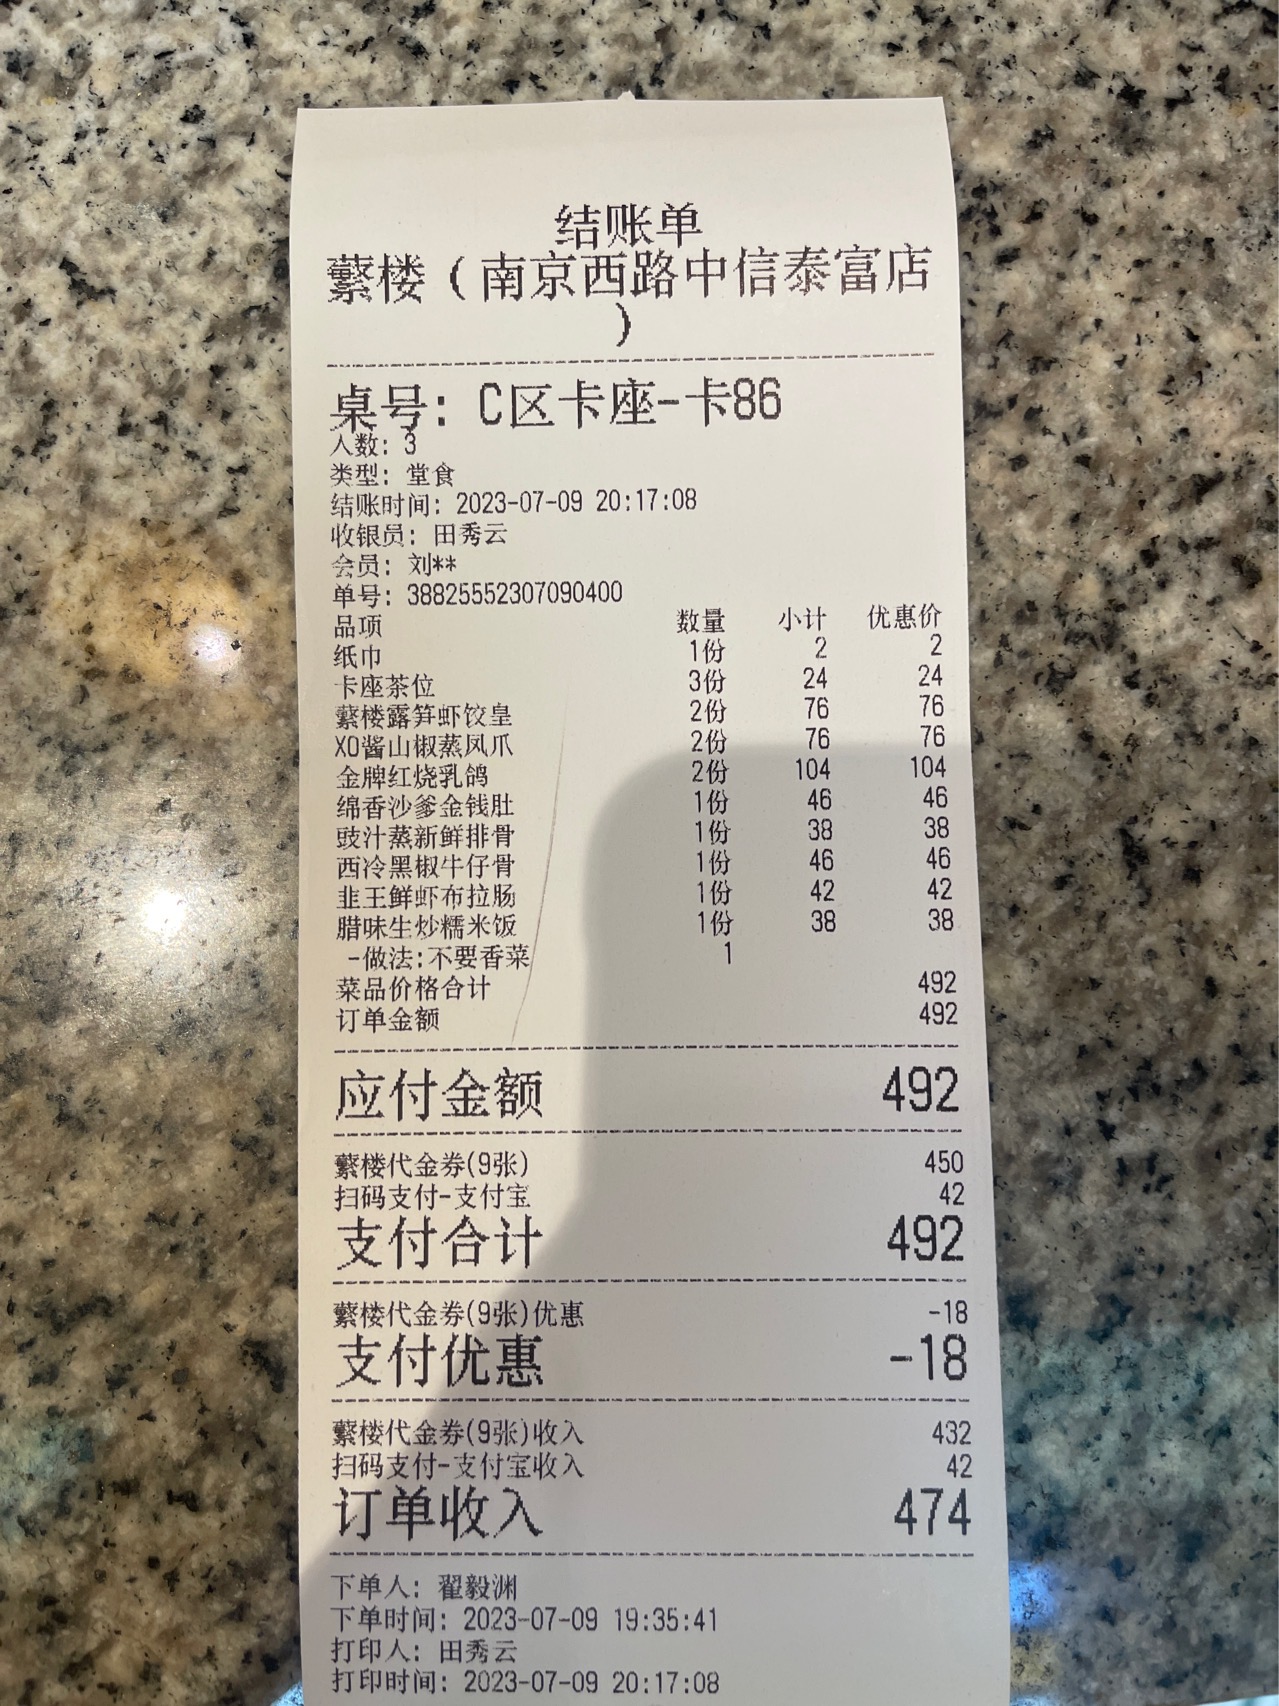 结账单
蘩楼（南京西路中信泰富店
）
桌号: C区卡座-卡86
人数: 3
类型: 堂食
结账时间: 2023-07-09 20:17:08
收银员: 田秀云
会员: 刘**
单号: 38825552307090400
品项 数量 小计 优惠价
纸巾 1份 2 2
卡座茶位 3份 24 24
蘩楼露笋虾饺皇 2份 76 76
XO酱山椒蒸凤爪 2份 76 76
金牌红烧乳鸽 2份 104 104
绵香沙爹金钱肚 1份 46 46
豉汁蒸新鲜排骨 1份 38 38
西冷黑椒牛仔骨 1份 46 46
韭王鲜虾布拉肠 1份 42 42
腊味生炒糯米饭 1份 38 38
-做法:不要香菜 1
菜品价格合计 492
订单金额 492
应付金额 492
蘩楼代金券(9张) 450
扫码支付-支付宝 42
支付合计 492
蘩楼代金券(9张)优惠 -18
支付优惠 -18
蘩楼代金券(9张)收入 432
扫码支付-支付宝收入 42
订单收入 474
下单人: 翟毅渊
下单时间: 2023-07-09 19:35:41
打印人: 田秀云
打印时间: 2023-07-09 20:17:08